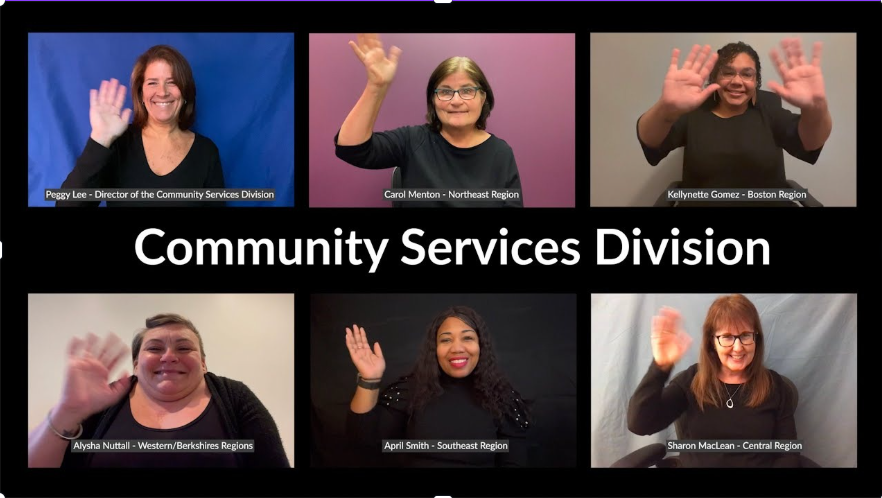 Peggy Lee - Director of the Community Services Division
Carol Menton - Northeast Region
Kellynette Gomez - Boston Region
Community Services Division
Alysha Nuttall - Western/Berkshires Regions
April Smith - Southeast Region
Sharon MacLean - Central Region